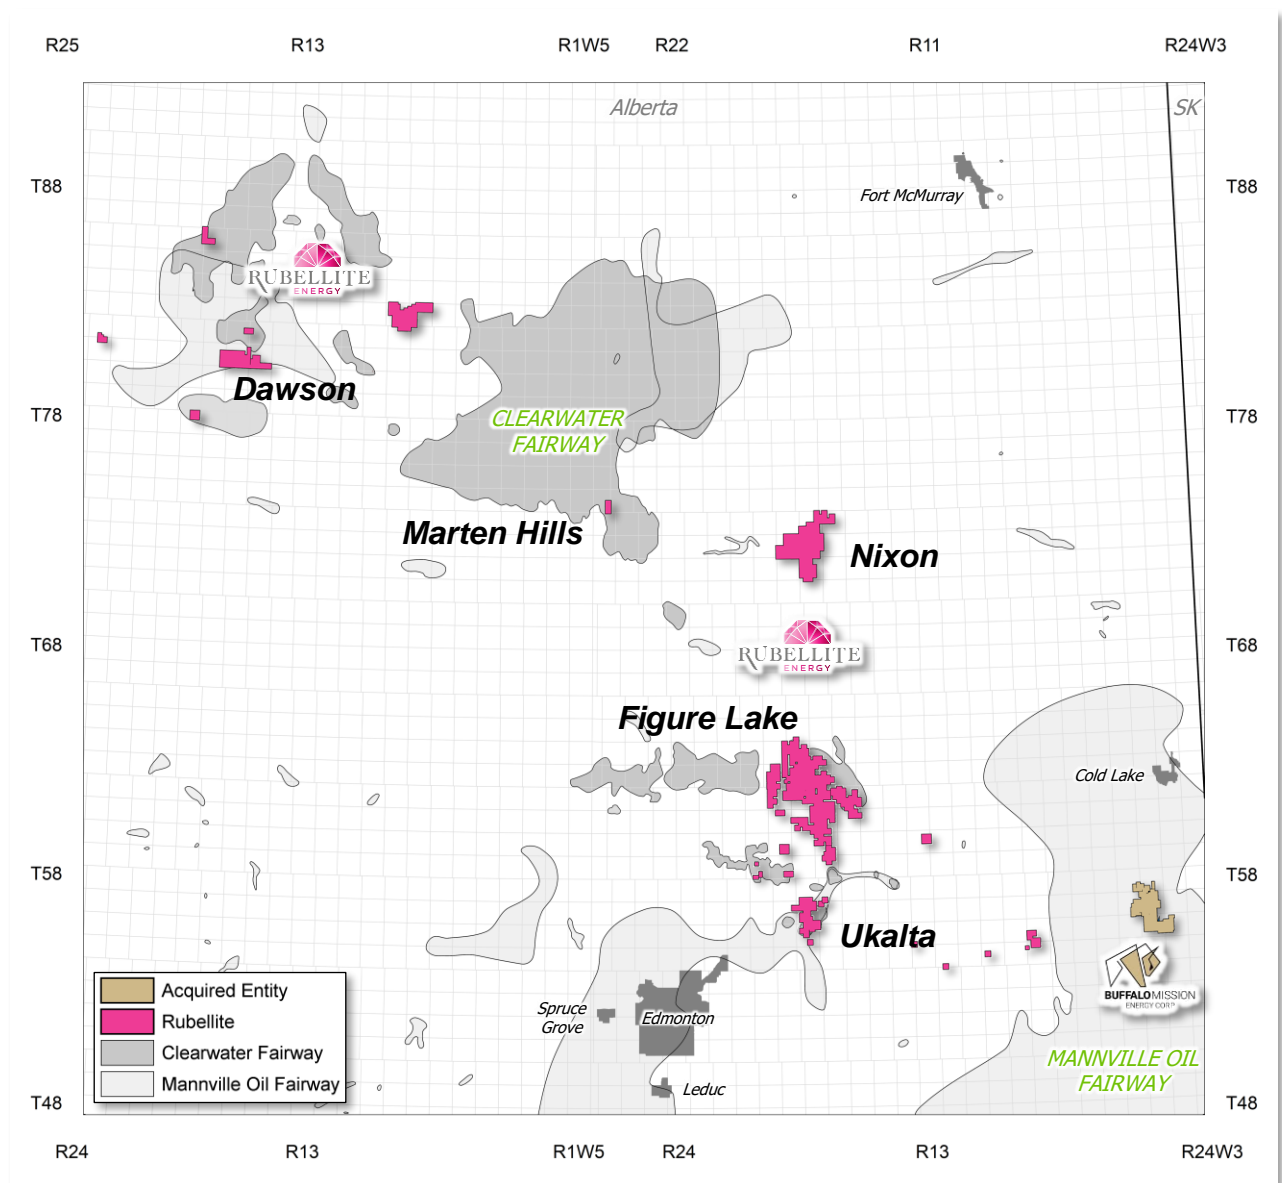 R25 R13 R1W5 R22 R11 R24W3
Alberta SK
T88 T88
Fort McMurray
RUBELLITE
ENERGY
Dawson
T78 T78
CLEARWATER
FAIRWAY
Marten Hills
Nixon
T68 T68
RUBELLITE
ENERGY
Figure Lake
Cold Lake
T58 T58
Ukalta
BUFFALO MISSION
ENERGY CORP
Acquired Entity
Rubellite
Clearwater Fairway
Mannville Oil Fairway
Spruce
Grove
Edmonton
Leduc
MANNVILLE OIL
FAIRWAY
T48 T48
R24 R13 R1W5 R24 R13 R24W3